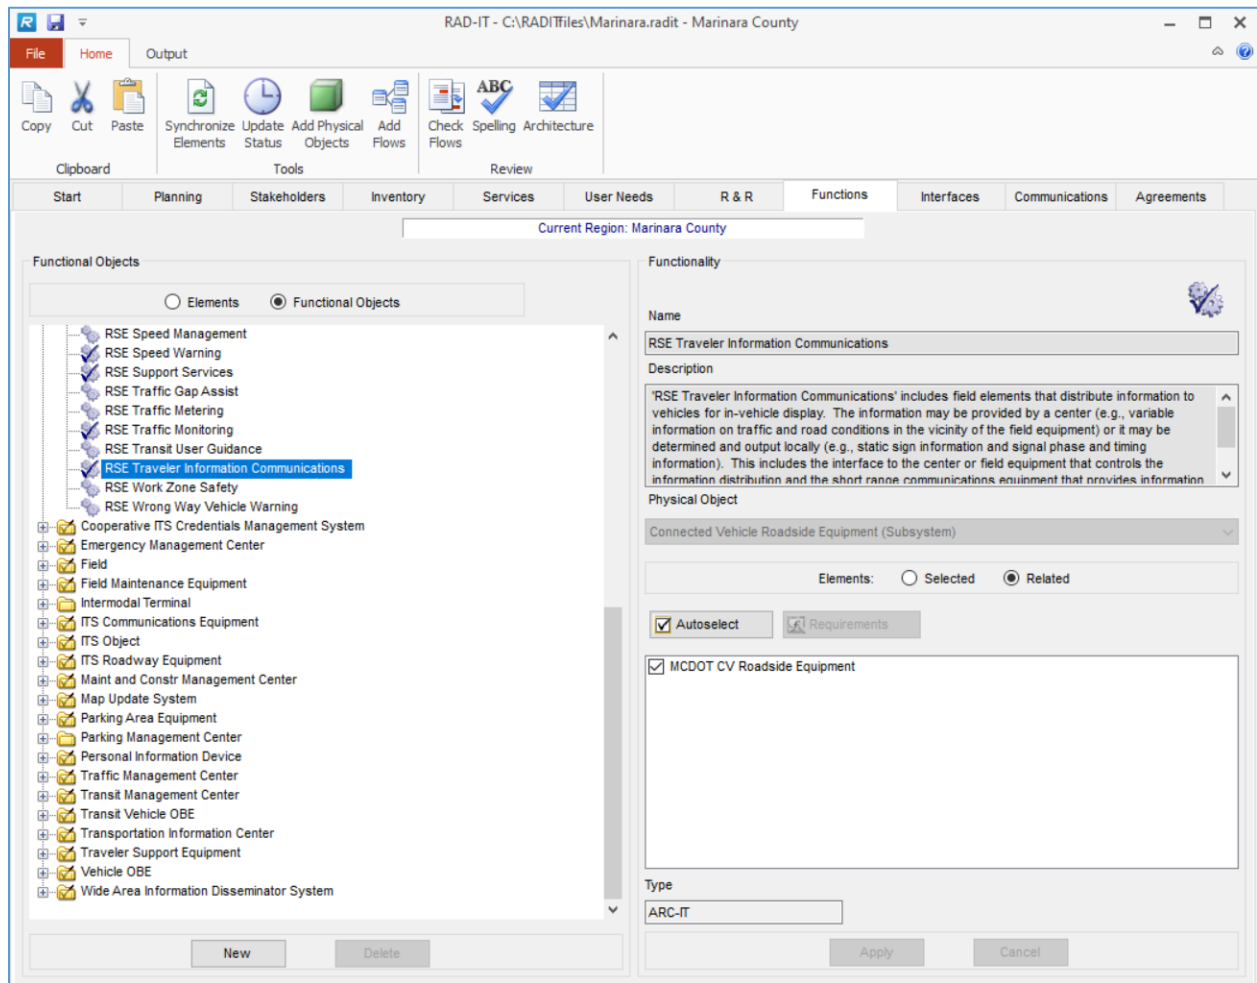 RAD-IT - C:\RADITfiles\Marinara.radit - Marinara County
File Home Output
Copy Cut Paste Synchronize Elements Update Status Add Physical Objects Add Flows Check Flows ABC Spelling Architecture
Clipboard Tools Review
Start Planning Stakeholders Inventory Services User Needs R & R Functions Interfaces Communications Agreements
Current Region: Marinara County
Functional Objects
Elements Functional Objects
RSE Speed Management
RSE Speed Warning
RSE Support Services
RSE Traffic Gap Assist
RSE Traffic Metering
RSE Traffic Monitoring
RSE Transit User Guidance
RSE Traveler Information Communications
RSE Work Zone Safety
RSE Wrong Way Vehicle Warning
Cooperative ITS Credentials Management System
Emergency Management Center
Field
Field Maintenance Equipment
Intermodal Terminal
ITS Communications Equipment
ITS Object
ITS Roadway Equipment
Maint and Constr Management Center
Map Update System
Parking Area Equipment
Parking Management Center
Personal Information Device
Traffic Management Center
Transit Management Center
Transit Vehicle OBE
Transportation Information Center
Traveler Support Equipment
Vehicle OBE
Wide Area Information Disseminator System
New Delete
Functionality
Name
RSE Traveler Information Communications
Description
'RSE Traveler Information Communications' includes field elements that distribute information to
vehicles for in-vehicle display. The information may be provided by a center (e.g., variable
information on traffic and road conditions in the vicinity of the field equipment) or it may be
determined and output locally (e.g., static sign information and signal phase and timing
information). This includes the interface to the center or field equipment that controls the
information distribution and the short range communications equipment that provides information
Physical Object
Connected Vehicle Roadside Equipment (Subsystem)
Elements: Selected Related
Autoselect Requirements
MCDOT CV Roadside Equipment
Type
ARC-IT
Apply Cancel